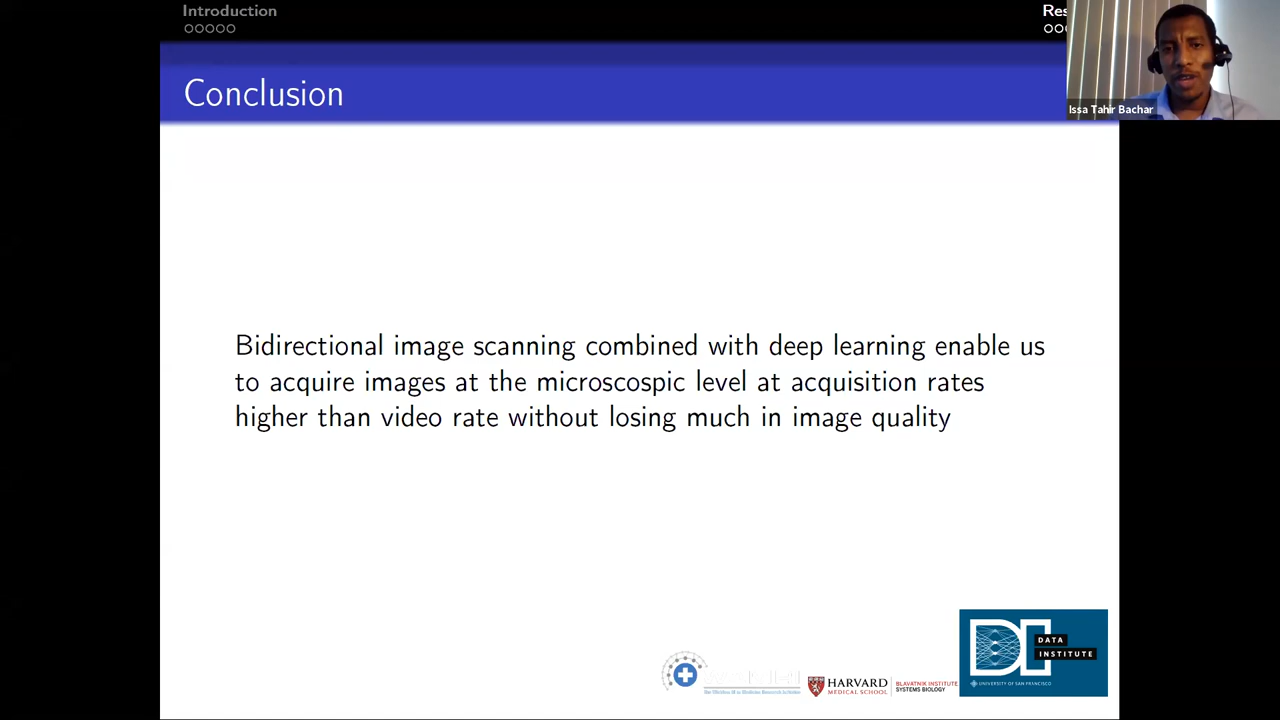 Introduction
Res
Issa Tahir Bachar
Conclusion
Bidirectional image scanning combined with deep learning enable us
to acquire images at the microscospic level at acquisition rates
higher than video rate without losing much in image quality
DATA
INSTITUTE
UNIVERSITY OF SAN FRANCISCO
HARVARD
MEDICAL SCHOOL
BLAVATNIK INSTITUTE
SYSTEMS BIOLOGY